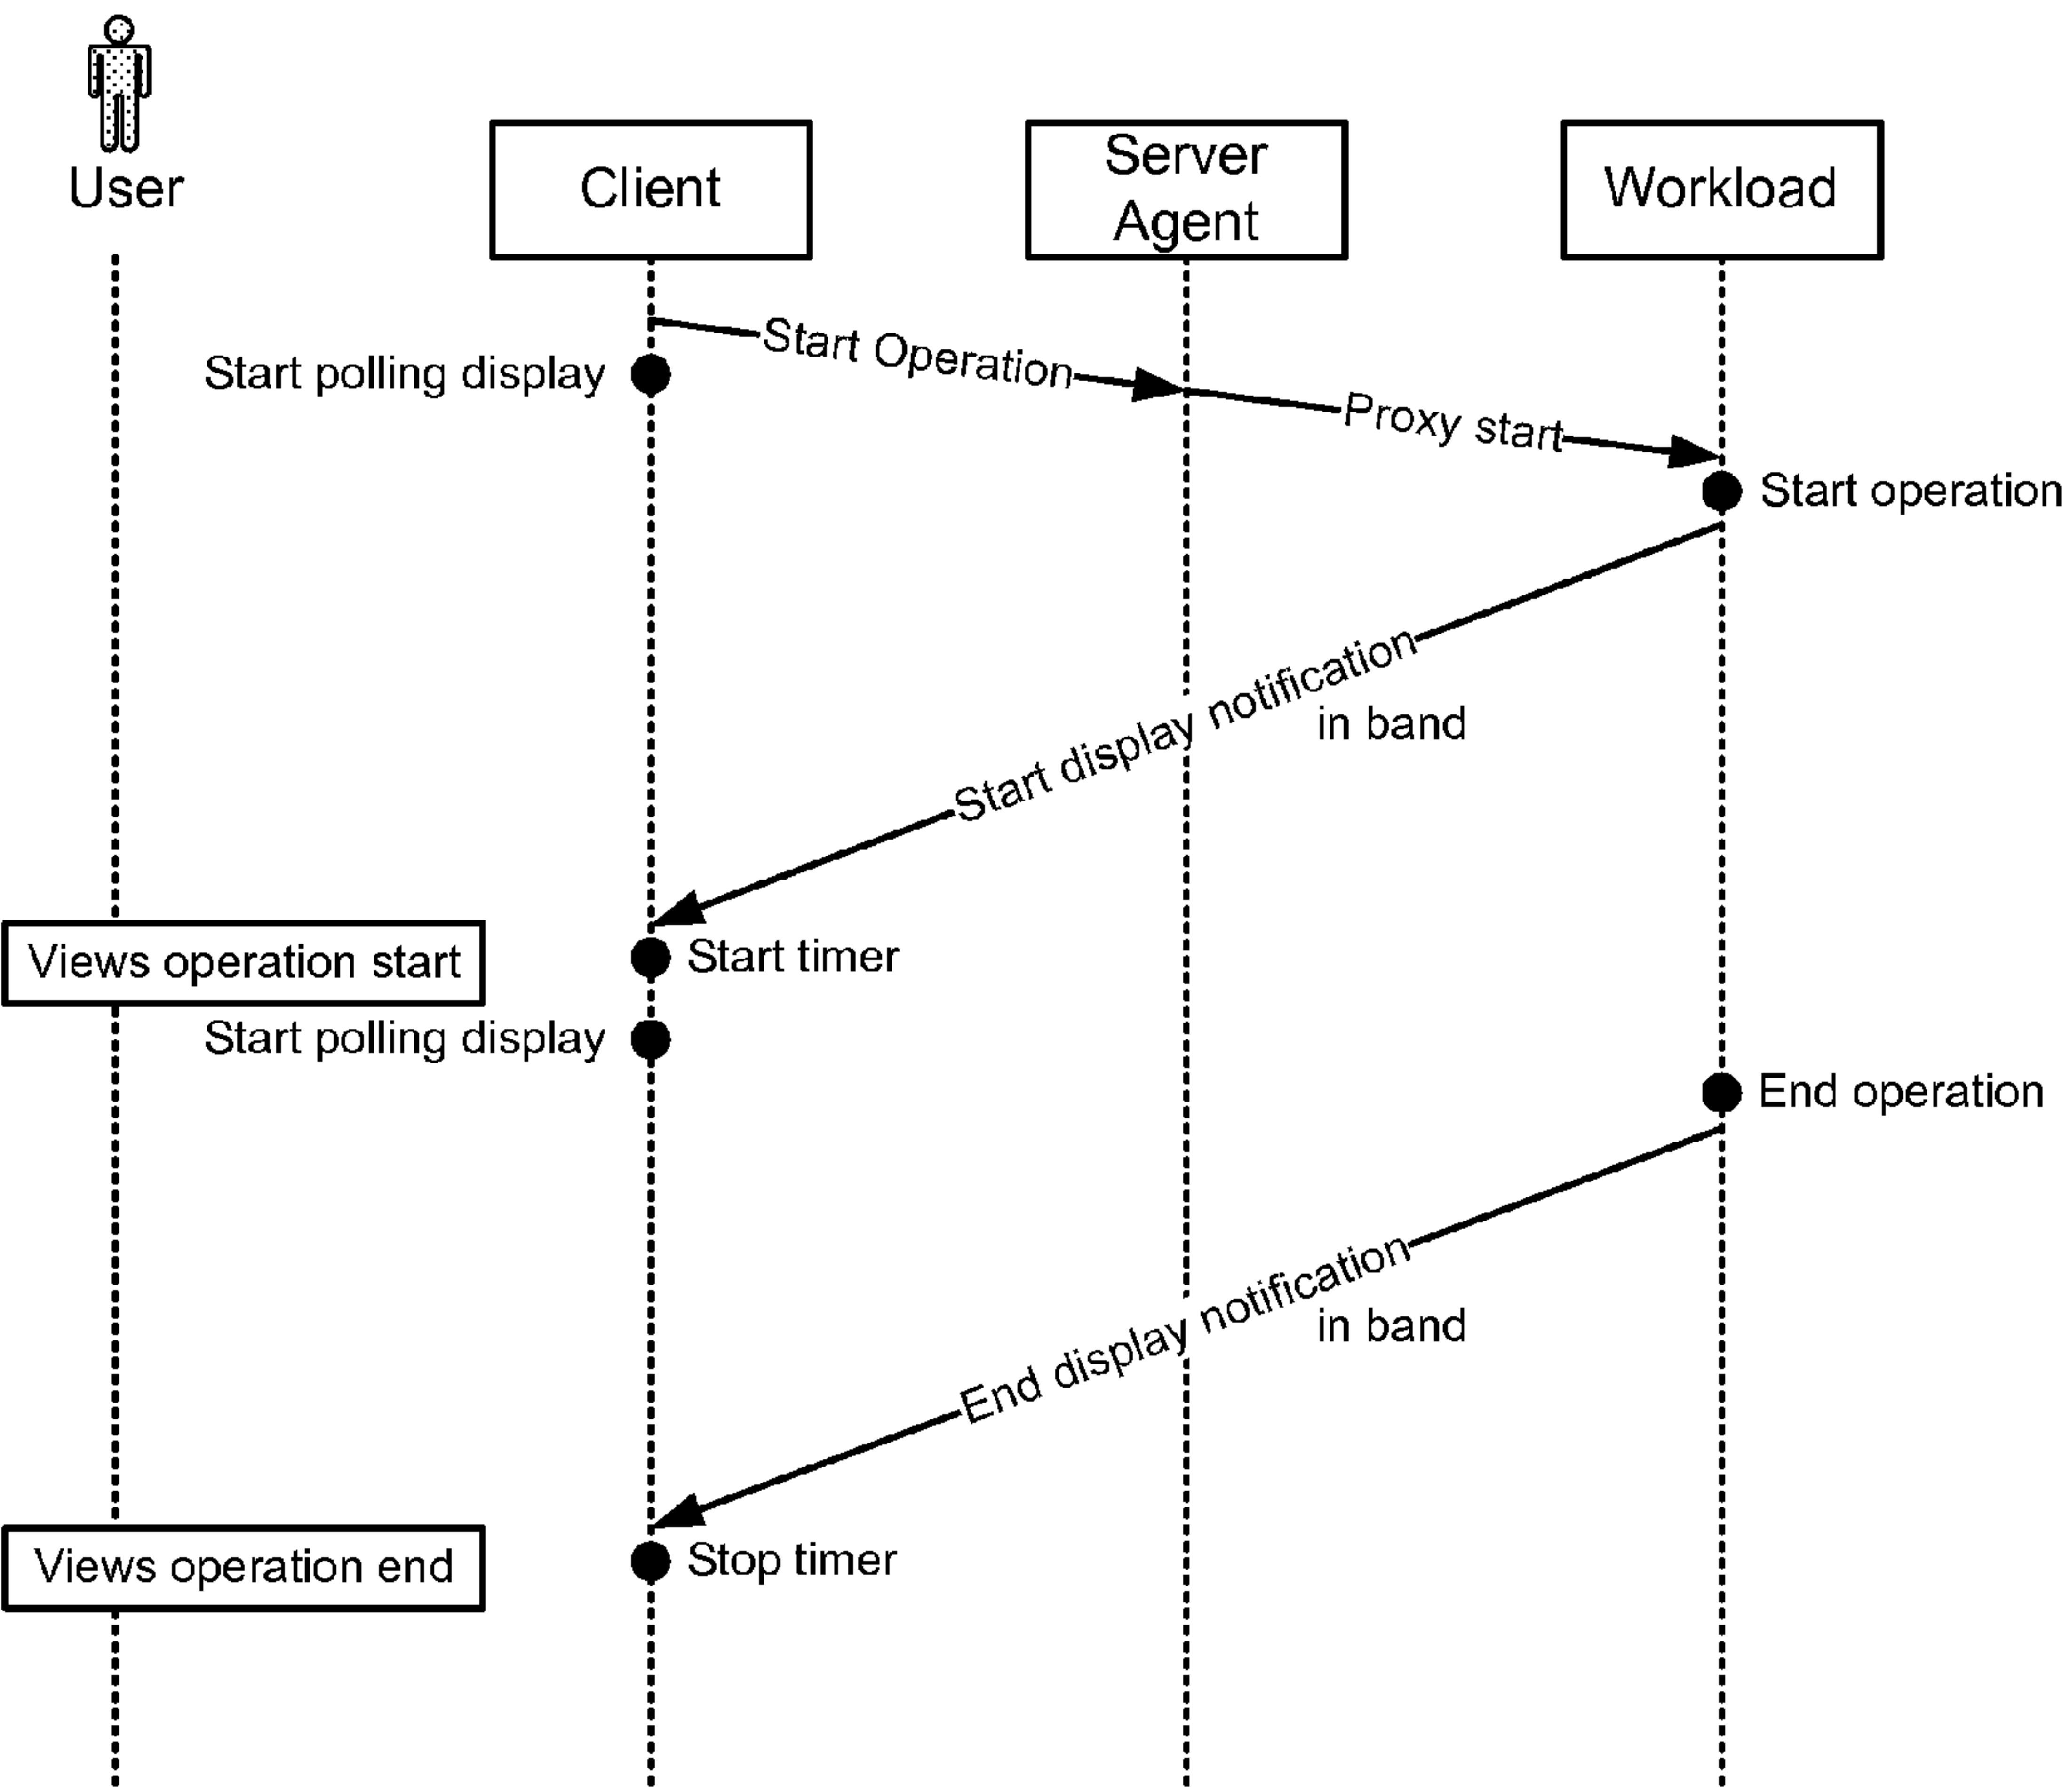 User
Client
Server
Agent
Workload
Start Operation
Start polling display
Proxy start
Start operation
Start display notification
in band
Views operation start
Start timer
Start polling display
End operation
End display notification
in band
Views operation end
Stop timer